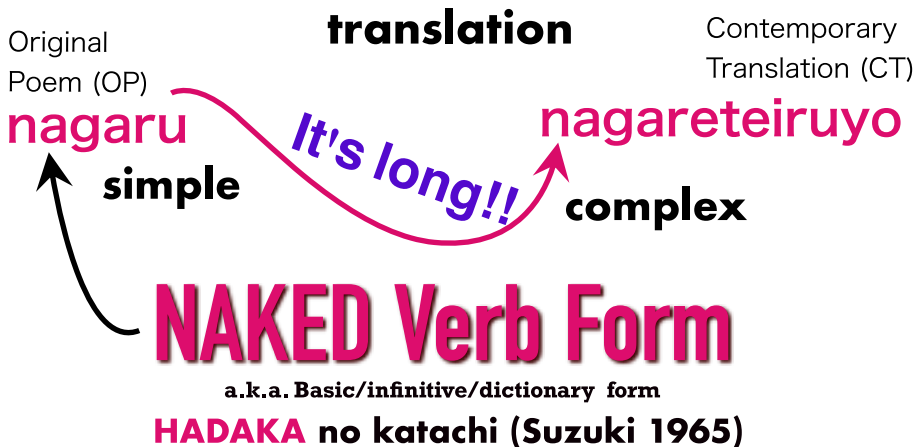 translation
Original
Poem (OP)
Contemporary
Translation (CT)
nagaru
nagareteiruyo
It's long!!
simple
complex
NAKED Verb Form
a.k.a. Basic/infinitive/dictionary form
HADAKA no katachi (Suzuki 1965)